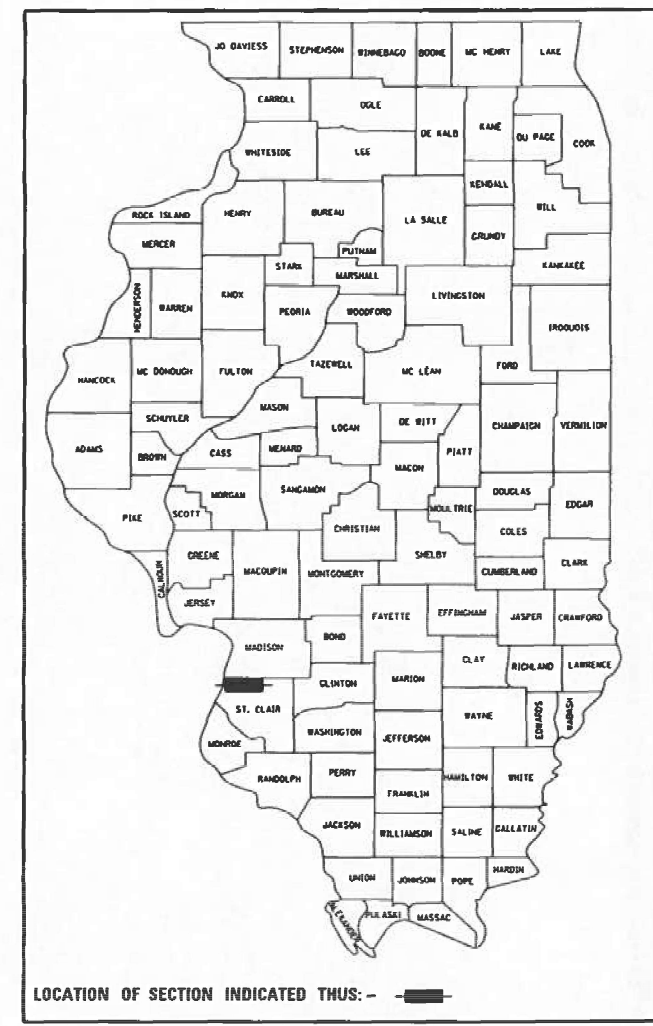 JO DAVIESS STEPHENSON WINNEBAGO BOONE MC HENRY LAKE
CARROLL OGLE DE KALB KANE DU PAGE COOK
WHITESIDE LEE KENDALL WILL
ROCK ISLAND HENRY BUREAU LA SALLE GRUNDY
MERCER STARK PUTNAM MARSHALL KANKAKEE
HENDERSON WARREN KNOX PEORIA WOODFORD LIVINGSTON IROQUOIS
HANCOCK MC DONOUGH FULTON TAZEWELL MC LEAN FORD
SCHUYLER MASON LOGAN DE WITT CHAMPAIGN VERMILION
ADAMS BROWN CASS MENARD MACON PIATT
PIKE SCOTT MORGAN SANGAMON CHRISTIAN MOULTRIE DOUGLAS EDGAR
COLES
CALHOUN GREENE MACOUPIN MONTGOMERY SHELBY CUMBERLAND CLARK
JERSEY FAYETTE EFFINGHAM JASPER CRAWFORD
MADISON BOND CLAY RICHLAND LAWRENCE
ST. CLAIR CLINTON MARION WAYNE EDWARDS WABASH
MONROE WASHINGTON JEFFERSON
RANDOLPH PERRY FRANKLIN HAMILTON WHITE
JACKSON WILLIAMSON SALINE GALLATIN
UNION JOHNSON POPE HARDIN
ALEXANDER PULASKI MASSAC
LOCATION OF SECTION INDICATED THUS: -